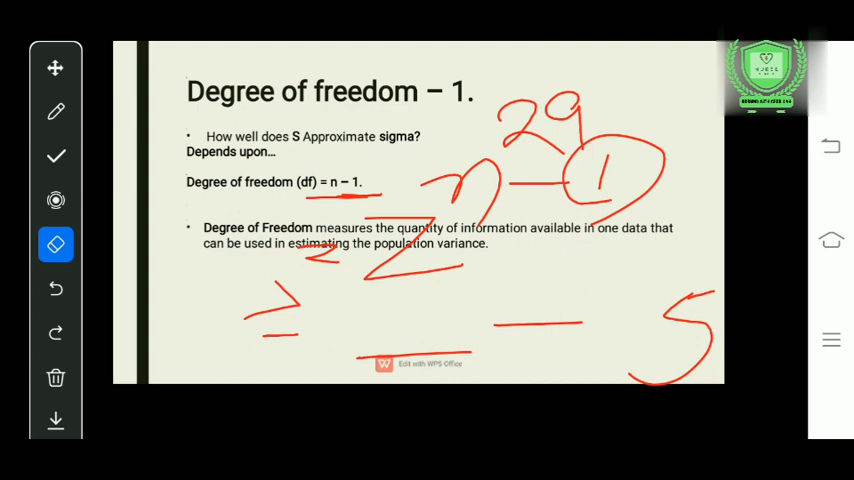 Degree of freedom – 1.
29
• How well does S Approximate sigma?
Depends upon...
Degree of freedom (df) = n – 1.
n — 1
• Degree of Freedom measures the quantity of information available in one data that
can be used in estimating the population variance.
5
Edit with WPS Office